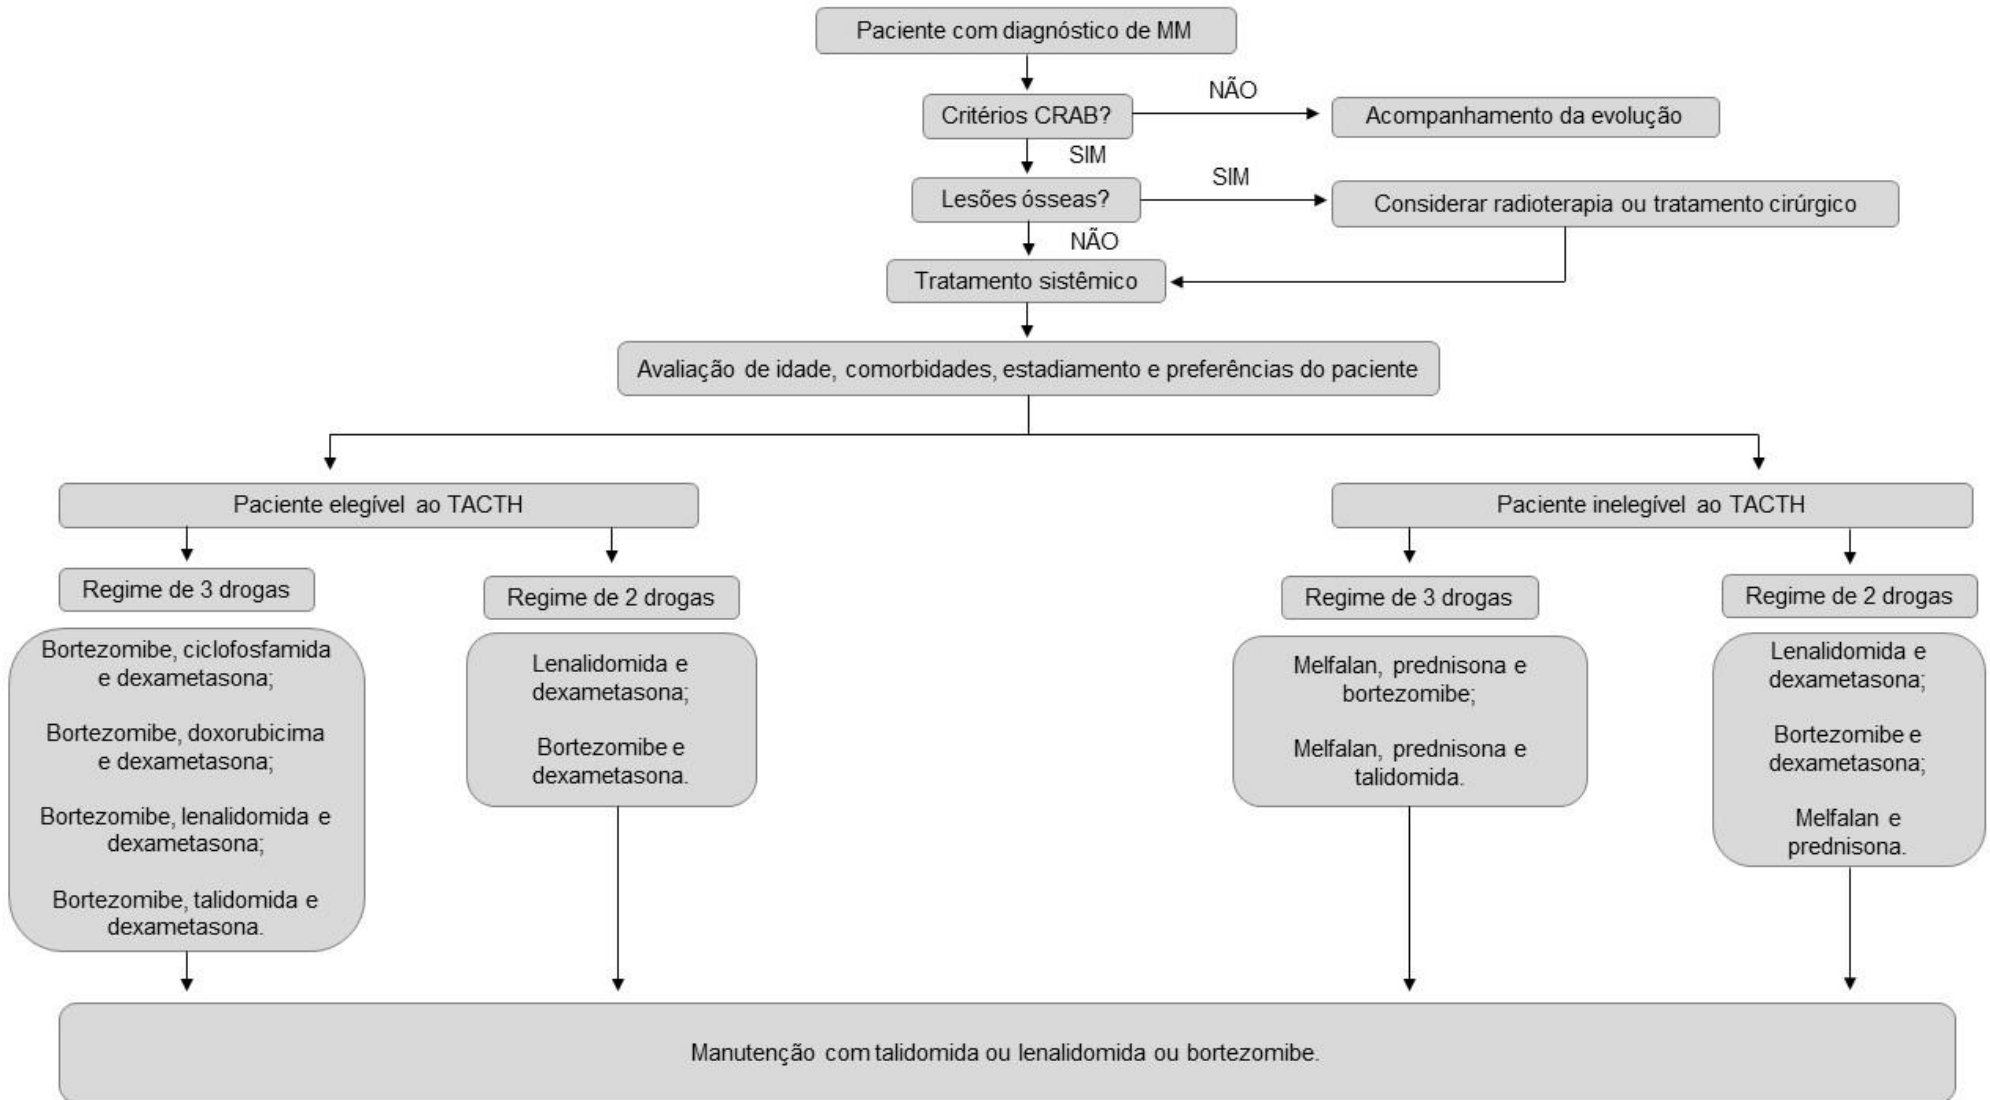 Paciente com diagnóstico de MM
Critérios CRAB?
NÃO
Acompanhamento da evolução
SIM
Lesões ósseas?
SIM
Considerar radioterapia ou tratamento cirúrgico
NÃO
Tratamento sistêmico
Avaliação de idade, comorbidades, estadiamento e preferências do paciente
Paciente elegível ao TACTH
Regime de 3 drogas
Bortezomibe, ciclofosfamida
e dexametasona;
Bortezomibe, doxorubicima
e dexametasona;
Bortezomibe, lenalidomida e
dexametasona;
Bortezomibe, talidomida e
dexametasona.
Regime de 2 drogas
Lenalidomida e
dexametasona;
Bortezomibe e
dexametasona.
Paciente inelegível ao TACTH
Regime de 3 drogas
Melfalan, prednisona e
bortezomibe;
Melfalan, prednisona e
talidomida.
Regime de 2 drogas
Lenalidomida e
dexametasona;
Bortezomibe e
dexametasona;
Melfalan e
prednisona.
Manutenção com talidomida ou lenalidomida ou bortezomibe.